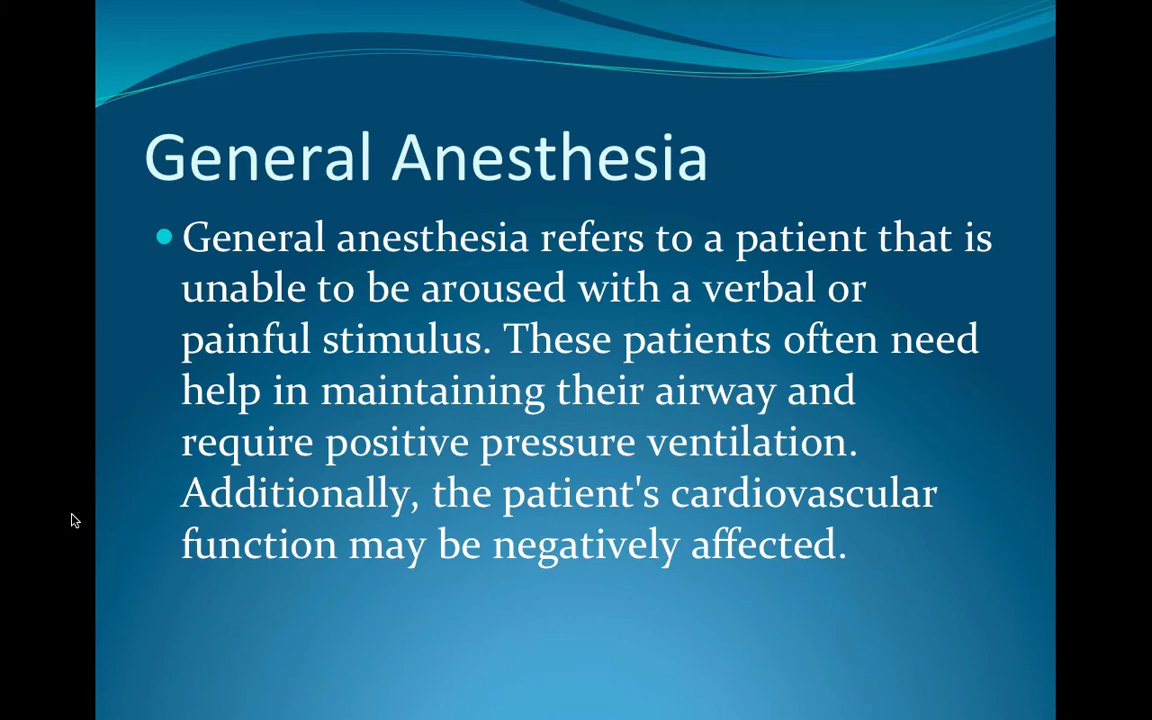 General Anesthesia
• General anesthesia refers to a patient that is
unable to be aroused with a verbal or
painful stimulus. These patients often need
help in maintaining their airway and
require positive pressure ventilation.
Additionally, the patient's cardiovascular
function may be negatively affected.